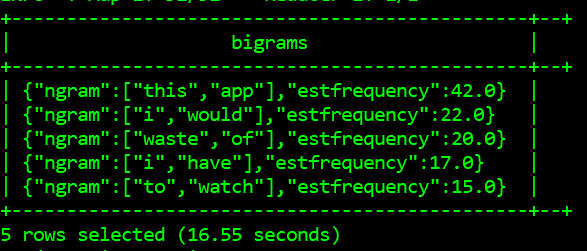 bigrams
{"ngram":["this","app"],"estfrequency":42.0}
{"ngram":["i","would"],"estfrequency":22.0}
{"ngram":["waste","of"],"estfrequency":20.0}
{"ngram":["i","have"],"estfrequency":17.0}
{"ngram":["to","watch"],"estfrequency":15.0}
5 rows selected (16.55 seconds)